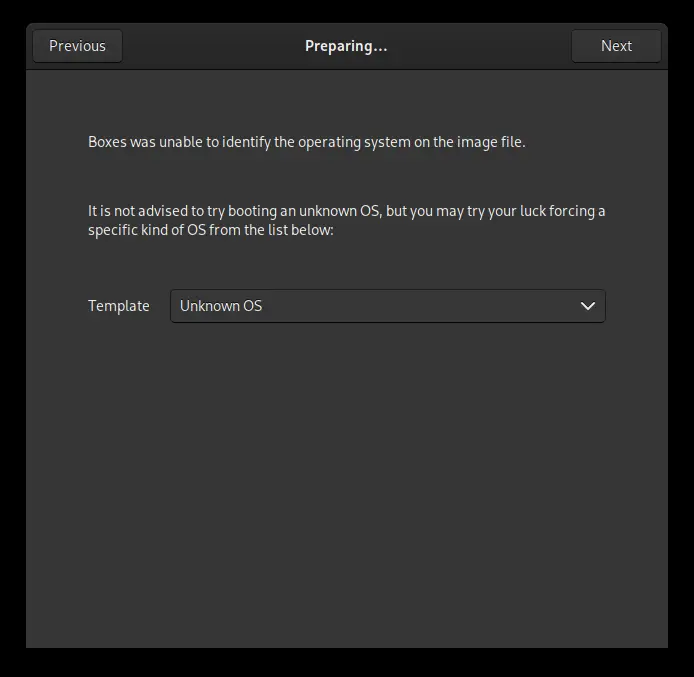 Previous
Preparing...
Next
Boxes was unable to identify the operating system on the image file.
It is not advised to try booting an unknown OS, but you may try your luck forcing a
specific kind of OS from the list below:
Template
Unknown OS